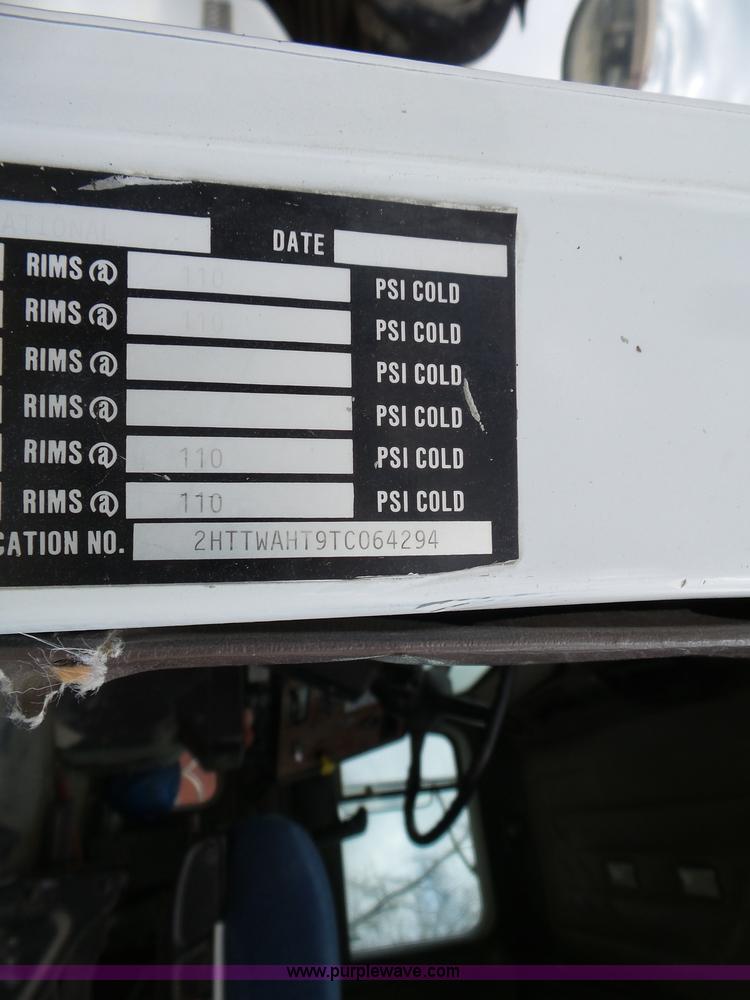 ATIONAL
DATE
RIMS @ 110 PSI COLD
RIMS @ 110 PSI COLD
RIMS @ PSI COLD
RIMS @ PSI COLD
RIMS @ 110 PSI COLD
RIMS @ 110 PSI COLD
CATION NO. 2HTTWAHT9TC064294
www.purplewave.com